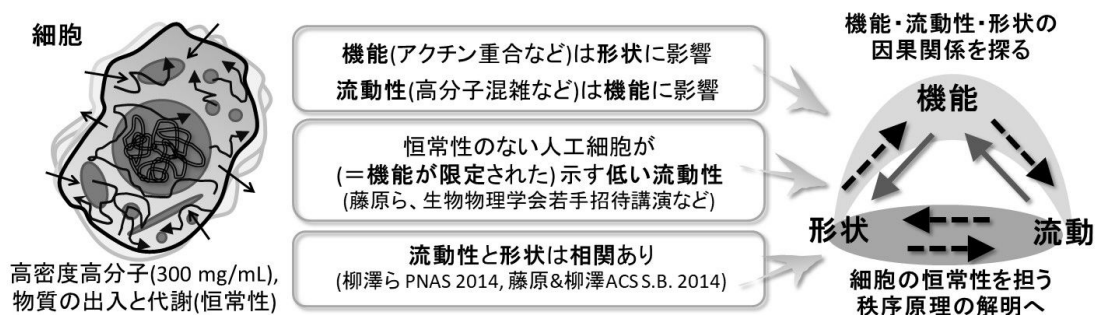 細胞
高密度高分子(300 mg/mL),
物質の出入と代謝(恒常性)
機能(アクチン重合など)は形状に影響
流動性(高分子混雑など)は機能に影響
恒常性のない人工細胞が
(＝機能が限定された) 示す低い流動性
(藤原ら、生物物理学会若手招待講演など)
流動性と形状は相関あり
(柳澤ら PNAS 2014, 藤原&柳澤ACS S.B. 2014)
機能・流動性・形状の
因果関係を探る
機能
形状
流動
細胞の恒常性を担う
秩序原理の解明へ